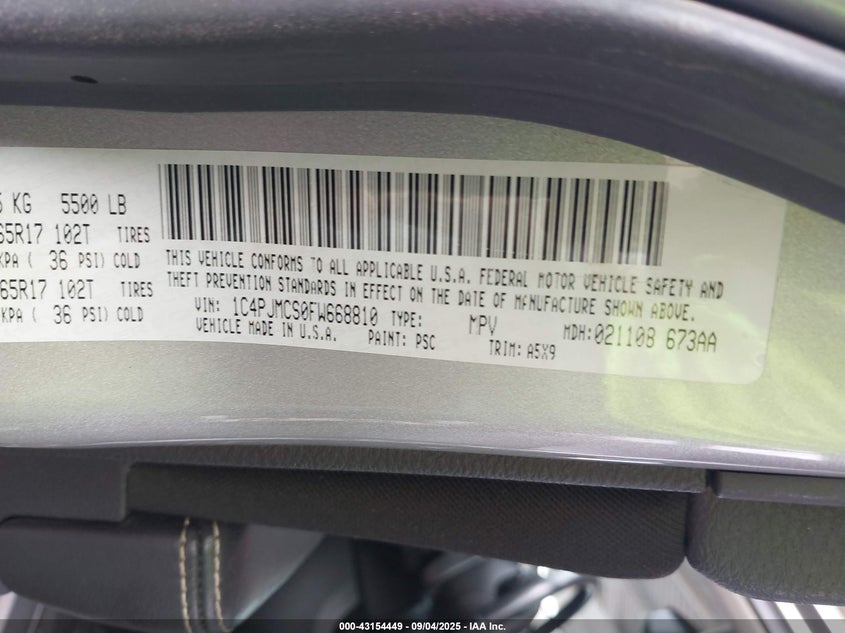 5 KG 5500 LB
65R17 102T TIRES
KPA ( 36 PSI) COLD
65R17 102T TIRES
KPA ( 36 PSI) COLD
THIS VEHICLE CONFORMS TO ALL APPLICABLE U.S.A. FEDERAL MOTOR VEHICLE SAFETY AND
THEFT PREVENTION STANDARDS IN EFFECT ON THE DATE OF MANUFACTURE SHOWN ABOVE.
VIN: 1C4PJMCS0FW668810 TYPE: MPV MDH:021108 673AA
VEHICLE MADE IN U.S.A. PAINT: PSC TRIM: A5X9
000-43154449 - 09/04/2025 - IAA Inc.